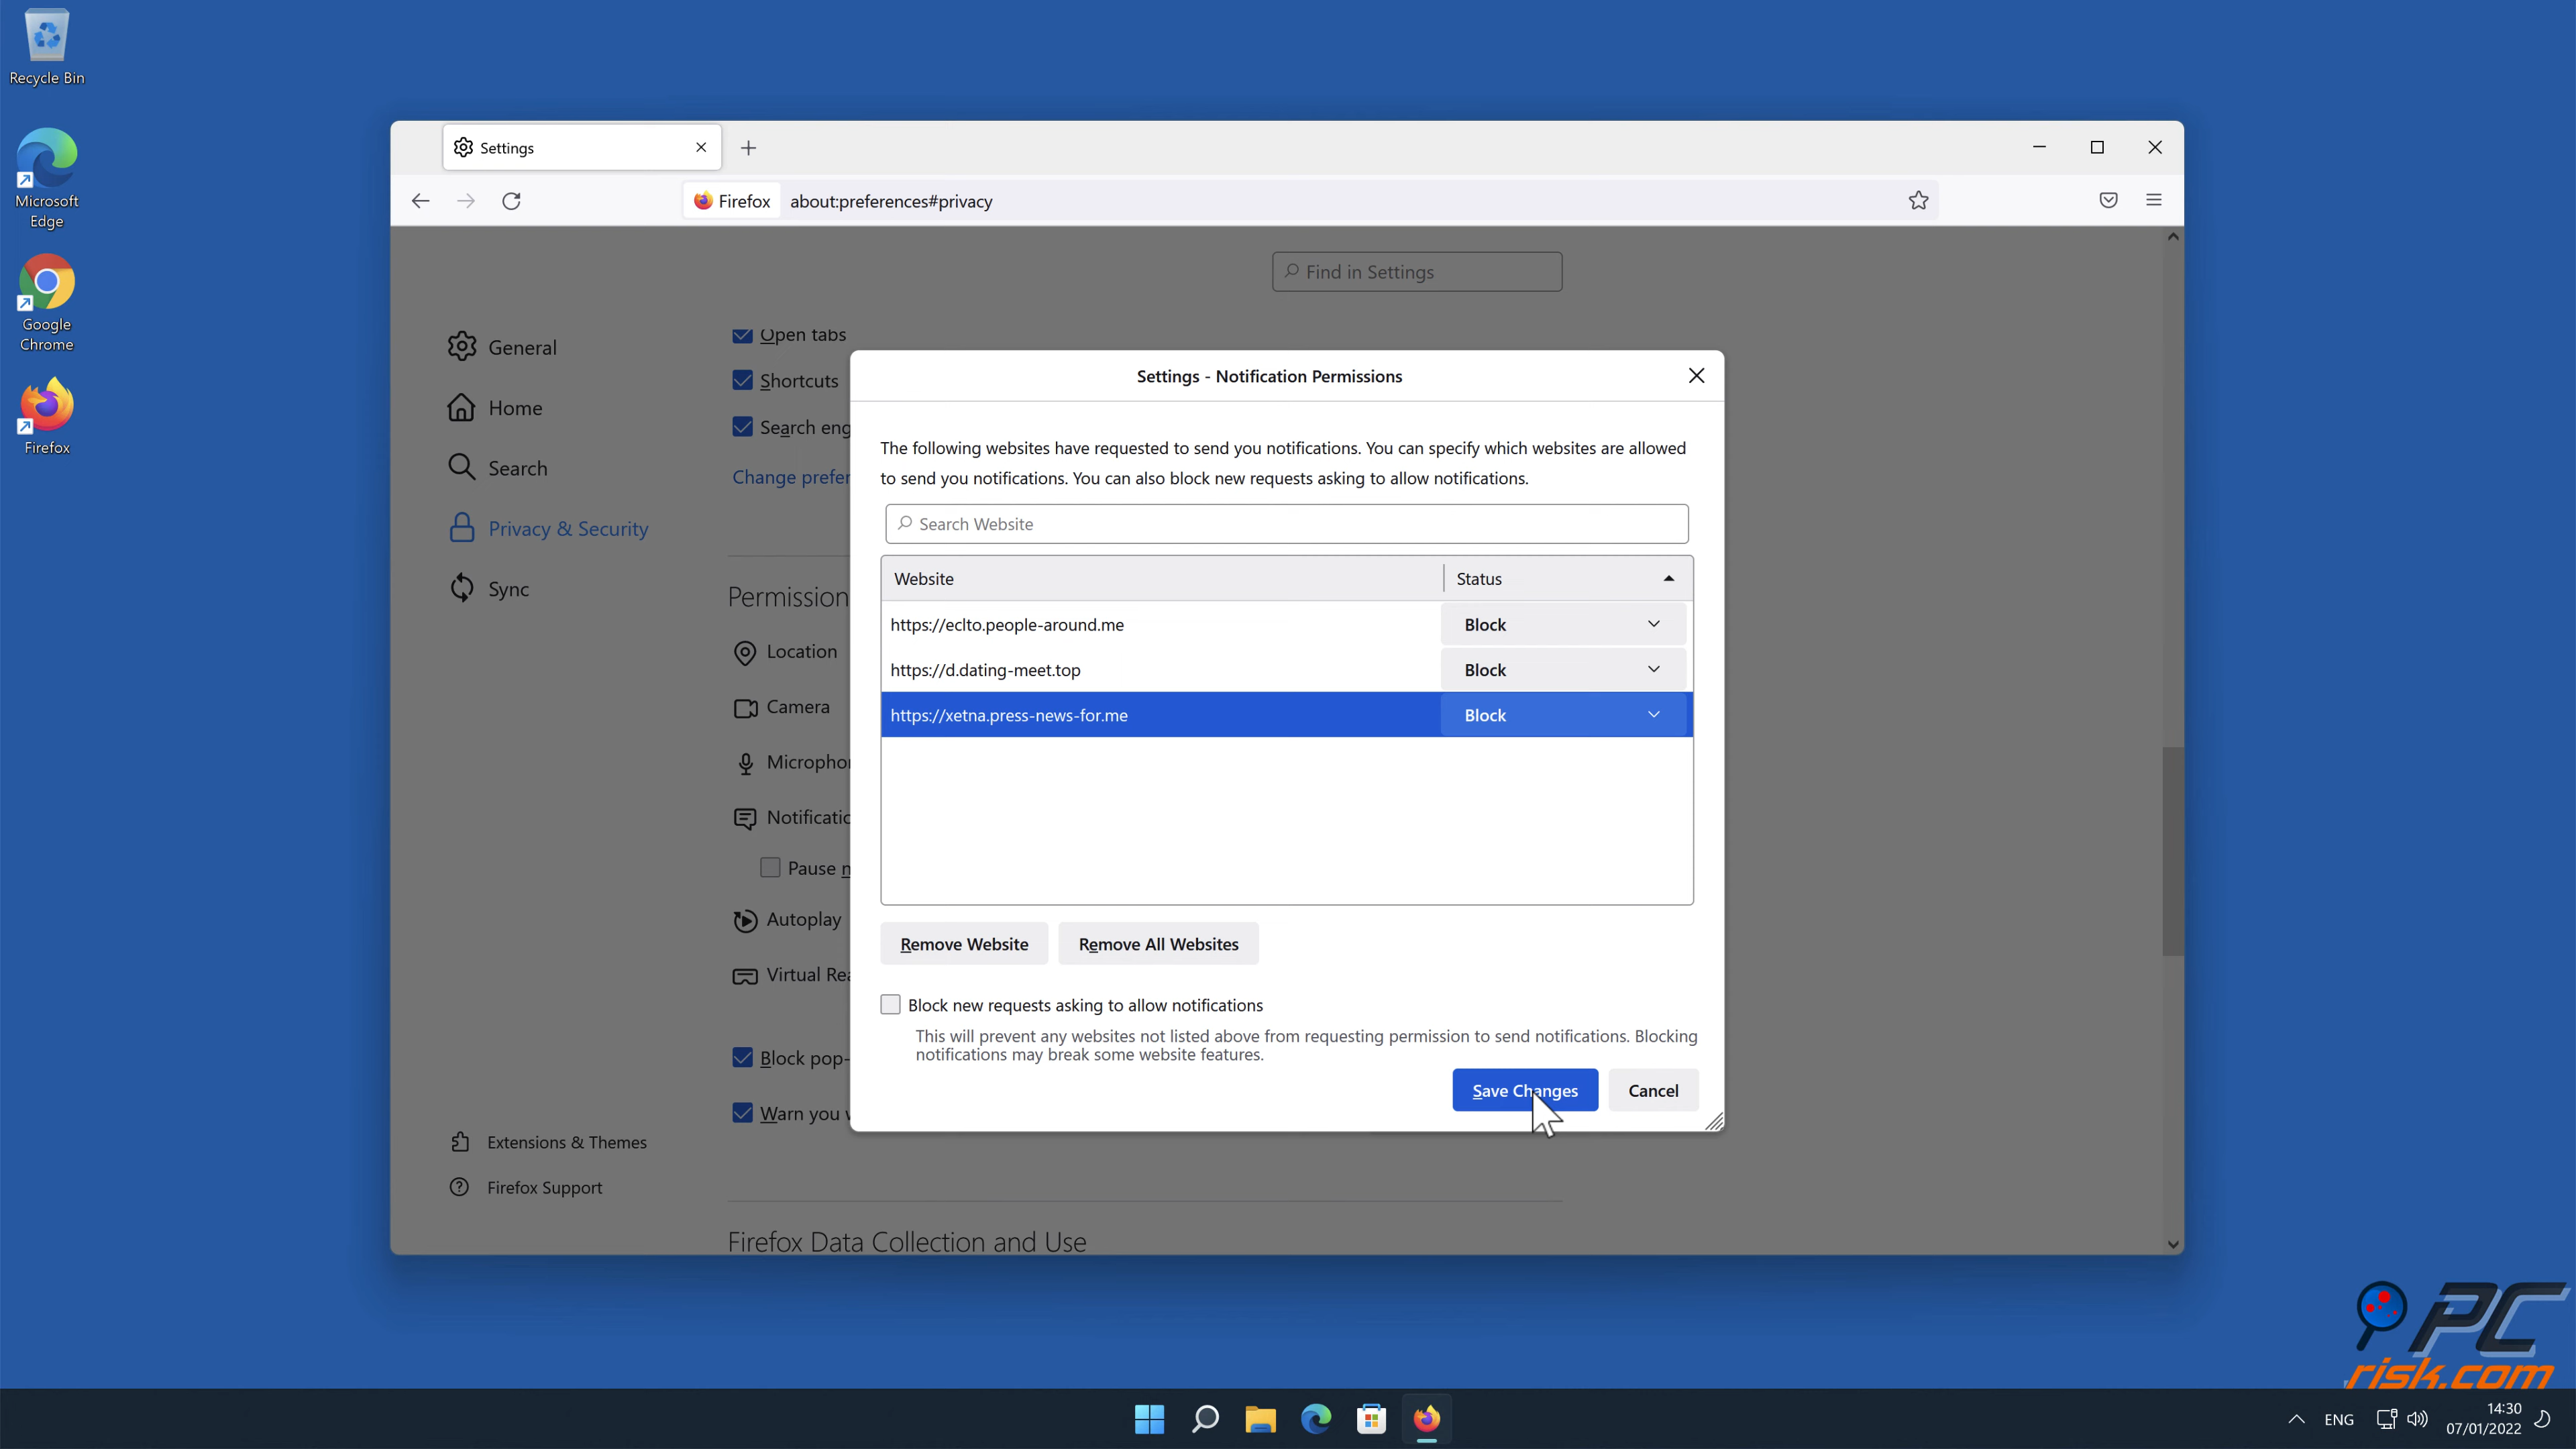 Recycle Bin
Microsoft
Edge
Google
Chrome
Firefox
Settings
Firefox
about:preferences#privacy
Find in Settings
General
Home
Search
Privacy & Security
Sync
Extensions & Themes
Firefox Support
Open tabs
Shortcuts
Search eng
Change prefer
Permission
Location
Camera
Micropho
Notificatio
Pause n
Autoplay
Virtual Rea
Block pop-
Warn you w
Firefox Data Collection and Use
Settings - Notification Permissions
The following websites have requested to send you notifications. You can specify which websites are allowed
to send you notifications. You can also block new requests asking to allow notifications.
Search Website
Website Status
https://eclto.people-around.me Block
https://d.dating-meet.top Block
https://xetna.press-news-for.me Block
Remove Website Remove All Websites
Block new requests asking to allow notifications
This will prevent any websites not listed above from requesting permission to send notifications. Blocking
notifications may break some website features.
Save Changes Cancel
PC
risk.com
ENG
14:30
07/01/2022